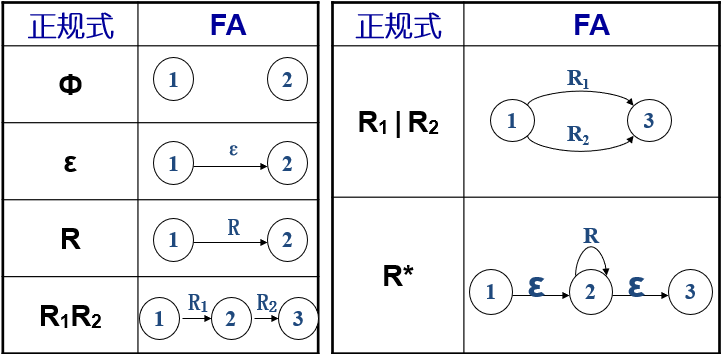 正规式 FA
Φ 1 2
ε 1 ε 2
R 1 R 2
R₁R₂ 1 R₁ 2 R₂ 3
正规式 FA
R₁ | R₂ 1 R₁ R₂ 3
R* 1 ε 2 R ε 3